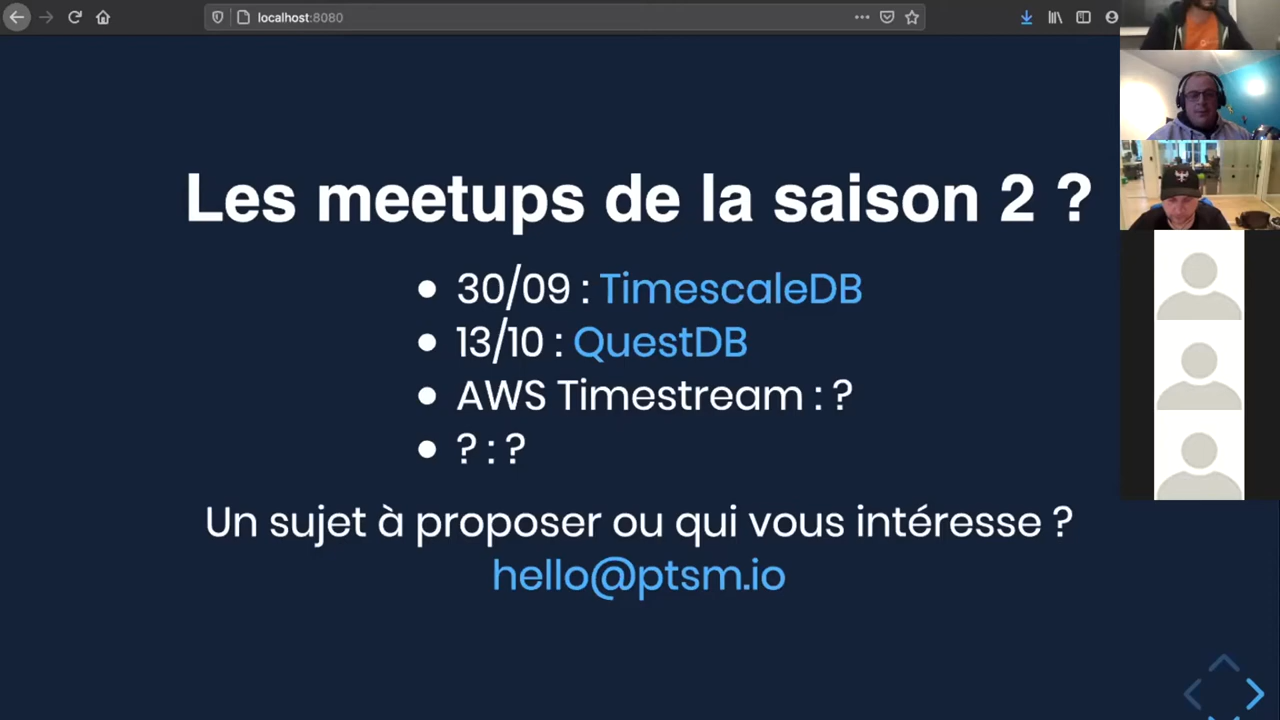 localhost:8080
Les meetups de la saison 2 ?
30/09 : TimescaleDB
13/10 : QuestDB
AWS Timestream : ?
? : ?
Un sujet à proposer ou qui vous intéresse ?
hello@ptsm.io